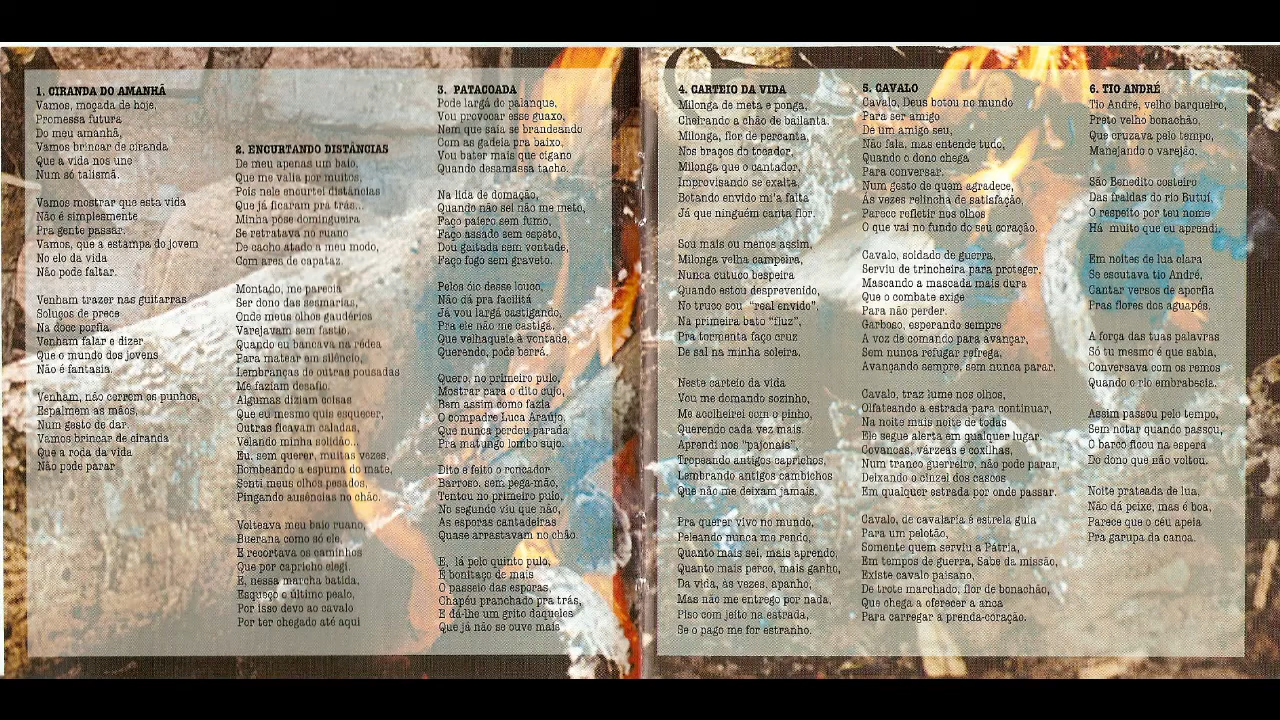 1. CIRANDA DO AMANHÃ
Vamos, moçada de hoje,
Promessa futura
Do meu amanhã,
Vamos brincar de ciranda
Que a vida nos une
Num só talismã.
Vamos mostrar que esta vida
Não é simplesmente
Pra gente passar.
Vamos, que a estampa do jovem
No elo da vida
Não pode faltar.
Venham trazer nas guitarras
Soluços de prece
Na doce porfia.
Venham falar e dizer
Que o mundo dos jovens
Não é fantasia.
Venham, não cerrem os punhos,
Espalmem as mãos,
Num gesto de dar
Vamos brincar de ciranda
Que a roda da vida
Não pode parar
2. ENCURTANDO DISTÂNCIAS
De meu apenas um baio,
Que me valia por muitos,
Pois nele encurtei distâncias
Que já ficaram pra trás...
Minha pose domingueira
Se retratava no ruano
De cacho atado a meu modo,
Com area de capataz.
Montado, me parecia
Ser dono das sesmarias,
Onde meus olhos gaudérios
Varejavam sem fastio.
Quando eu bancava na rédea
Para matear em silêncio,
Lembranças de outras pousadas
Me faziam desafio.
Algumas diziam coisas
Que eu mesmo quis esquecer,
Outras ficavam caladas,
Velando minha solidão...
Eu, sem querer, muitas vezes,
Bombeando a espuma do mate,
Senti meus olhos pesados,
Pingando ausências no chão.
Volteava meu baio ruano,
Buerana como só ele,
E recortava os caminhos
Que por capricho elegi.
E, nessa marcha batida,
Esqueço o último pealo,
Por isso devo ao cavalo
Por ter chegado até aqui
3. PATACOADA
Pode largá do palanque,
Vou provocar esse guaxo,
Nem que saia se brandeando
Com as gadeia pra baixo,
Vou bater mais que cigano
Quando desamassa tacho.
Na lida de domação,
Quando não sei não me meto,
Faço paiero sem fumo,
Faço assado sem espeto,
Dou gaitada sem vontade,
Faço fogo sem graveto.
Pelos óio desse louco,
Não dá pra facilitá
Já vou largá castigando,
Pra ele não me castigá,
Que velhaqueie à vontade,
Querendo, pode berrá.
Quero, no primeiro pulo,
Mostrar para o dito cujo,
Bem assim como fazia
O compadre Luca Araújo,
Que nunca perdeu parada
Pra matungo lombo sujo.
Dito e feito o roncador
Barroso, sem pega-mão,
Tentou no primeiro pulo,
No segundo viu que não,
As esporas cantadeiras
Quase arrastavam no chão.
E, lá pelo quinto pulo,
É bonitaço de mais
O passeio das esporas,
Chapéu pranchado pra trás,
E dá-lhe um grito daqueles
Que já não se ouve mais
4. CARTEIO DA VIDA
Milonga de meta e ponga,
Cheirando a chão de bailanta.
Milonga, flor de percanta,
Nos braços do tocador,
Milonga que o cantador,
Improvisando se exalta,
Botando envido mi'a falta
Já que ninguém canta flor.
Sou mais ou menos assim,
Milonga velha campeira,
Nunca cutuco bespeira
Quando estou desprevenido,
No truco sou "real envido",
Na primeira bato "fluz",
Pra tormenta faço cruz
De sal na minha soleira.
Neste carteio da vida
Vou me domando sozinho,
Me acolherei com o pinho,
Querendo cada vez mais.
Aprendi nos "pajonais",
Tropeando antigos caprichos,
Lembrando antigos cambichos
Que não me deixam jamais.
Pra querer vivo no mundo,
Peleando nunca me rendo,
Quanto mais sei, mais aprendo,
Quanto mais perco, mais ganho,
Da vida, às vezes, apanho,
Mas não me entrego por nada,
Piso com jeito na estrada,
Se o pago me for estranho.
5. CAVALO
Cavalo, Deus botou no mundo
Para ser amigo
De um amigo seu,
Não fala, mas entende tudo,
Quando o dono chega
Para conversar.
Num gesto de quem agradece,
Às vezes relincha de satisfação,
Parece refletir nos olhos
O que vai no fundo do seu coração.
Cavalo, soldado de guerra,
Serviu de trincheira para proteger,
Mascando a mascada mais dura
Que o combate exige
Para não perder.
Garboso, esperando sempre
A voz de comando para avançar,
Sem nunca refugar refrega,
Avançando sempre, sem nunca parar.
Cavalo, traz lume nos olhos,
Olfateando a estrada para continuar,
Na noite mais noite de todas
Ele segue alerta em qualquer lugar.
Covancas, várzeas e coxilhas,
Num tranco guerreiro, não pode parar,
Deixando o cinzel dos cascos
Em qualquer estrada por onde passar.
Cavalo, de cavalaria é estrela guia
Para um pelotão,
Somente quem serviu a Pátria,
Em tempos de guerra, Sabe da missão,
Existe cavalo paisano,
De trote marchado, flor de bonachão,
Que chega a oferecer a anca
Para carregar a prenda-coração.
6. TIO ANDRÉ
Tio André, velho barqueiro,
Preto velho bonachão,
Que cruzava pelo tempo,
Manejando o varejão.
São Benedito costeiro
Das fraldas do rio Butuí,
O respeito por teu nome
Há muito que eu aprendi.
Em noites de lua clara
Se escutava tio André,
Cantar versos de aporfia
Pras flores dos aguapés.
A força das tuas palavras
Só tu mesmo é que sabia,
Conversava com os remos
Quando o rio embrabecia.
Assim passou pelo tempo,
Sem notar quando passou,
O barco ficou na espera
Do dono que não voltou.
Noite prateada de lua,
Não dá peixe, mas é boa,
Parece que o céu apeia
Pra garupa da canoa.